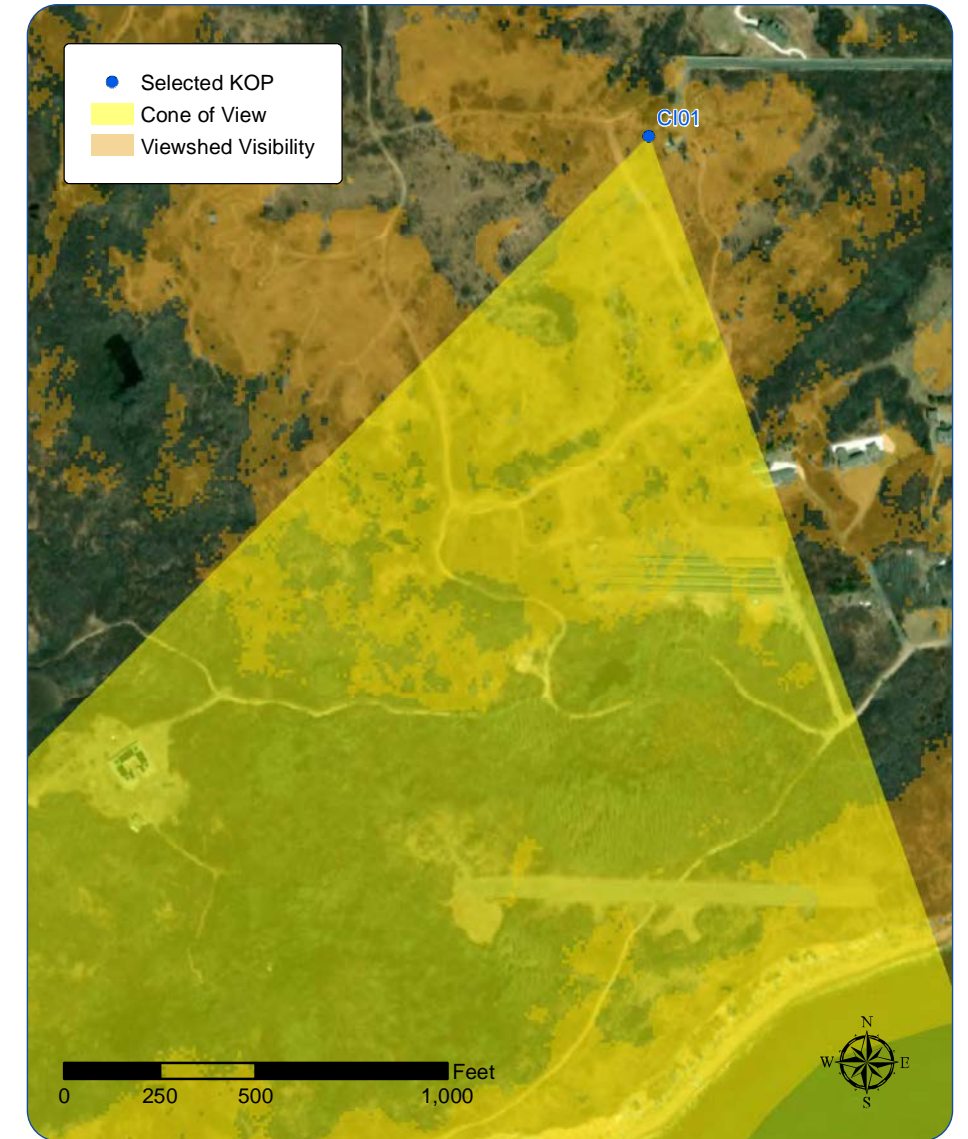 Selected KOP
Cone of View
Viewshed Visibility
CI01
N
W E
S
Feet
0 250 500 1,000